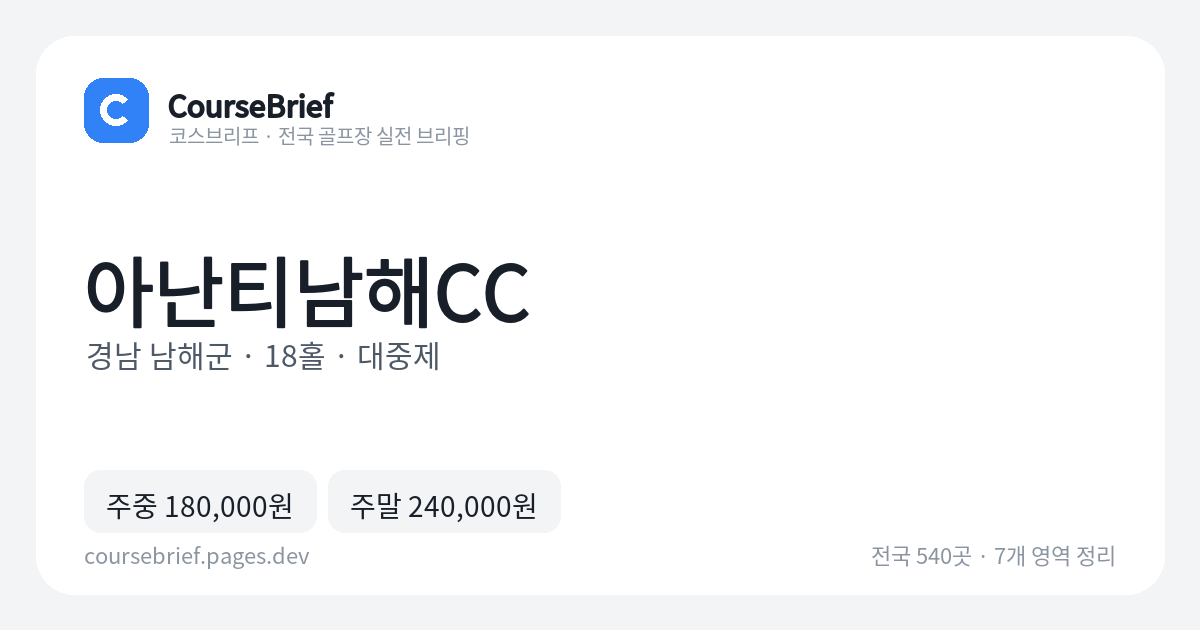 C
CourseBrief
코스브리프 · 전국 골프장 실전 브리핑
아난티남해CC
경남 남해군 · 18홀 · 대중제
주중 180,000원
주말 240,000원
coursebrief.pages.dev
전국 540곳 · 7개 영역 정리